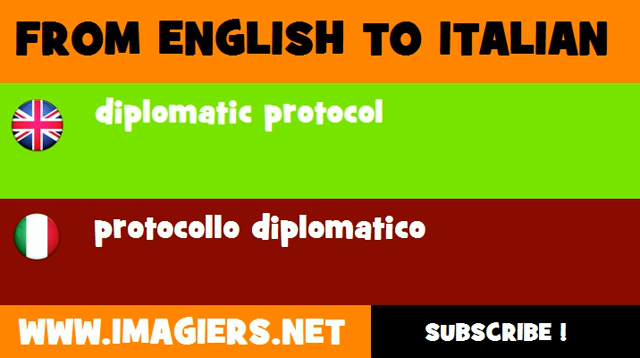 FROM ENGLISH TO ITALIAN
diplomatic protocol
protocollo diplomatico
WWW.IMAGIERS.NET
SUBSCRIBE !